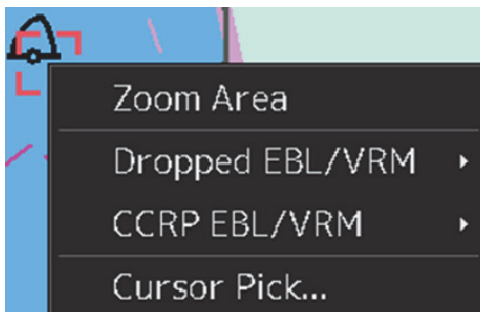 Zoom Area
Dropped EBL/VRM
CCRP EBL/VRM
Cursor Pick...